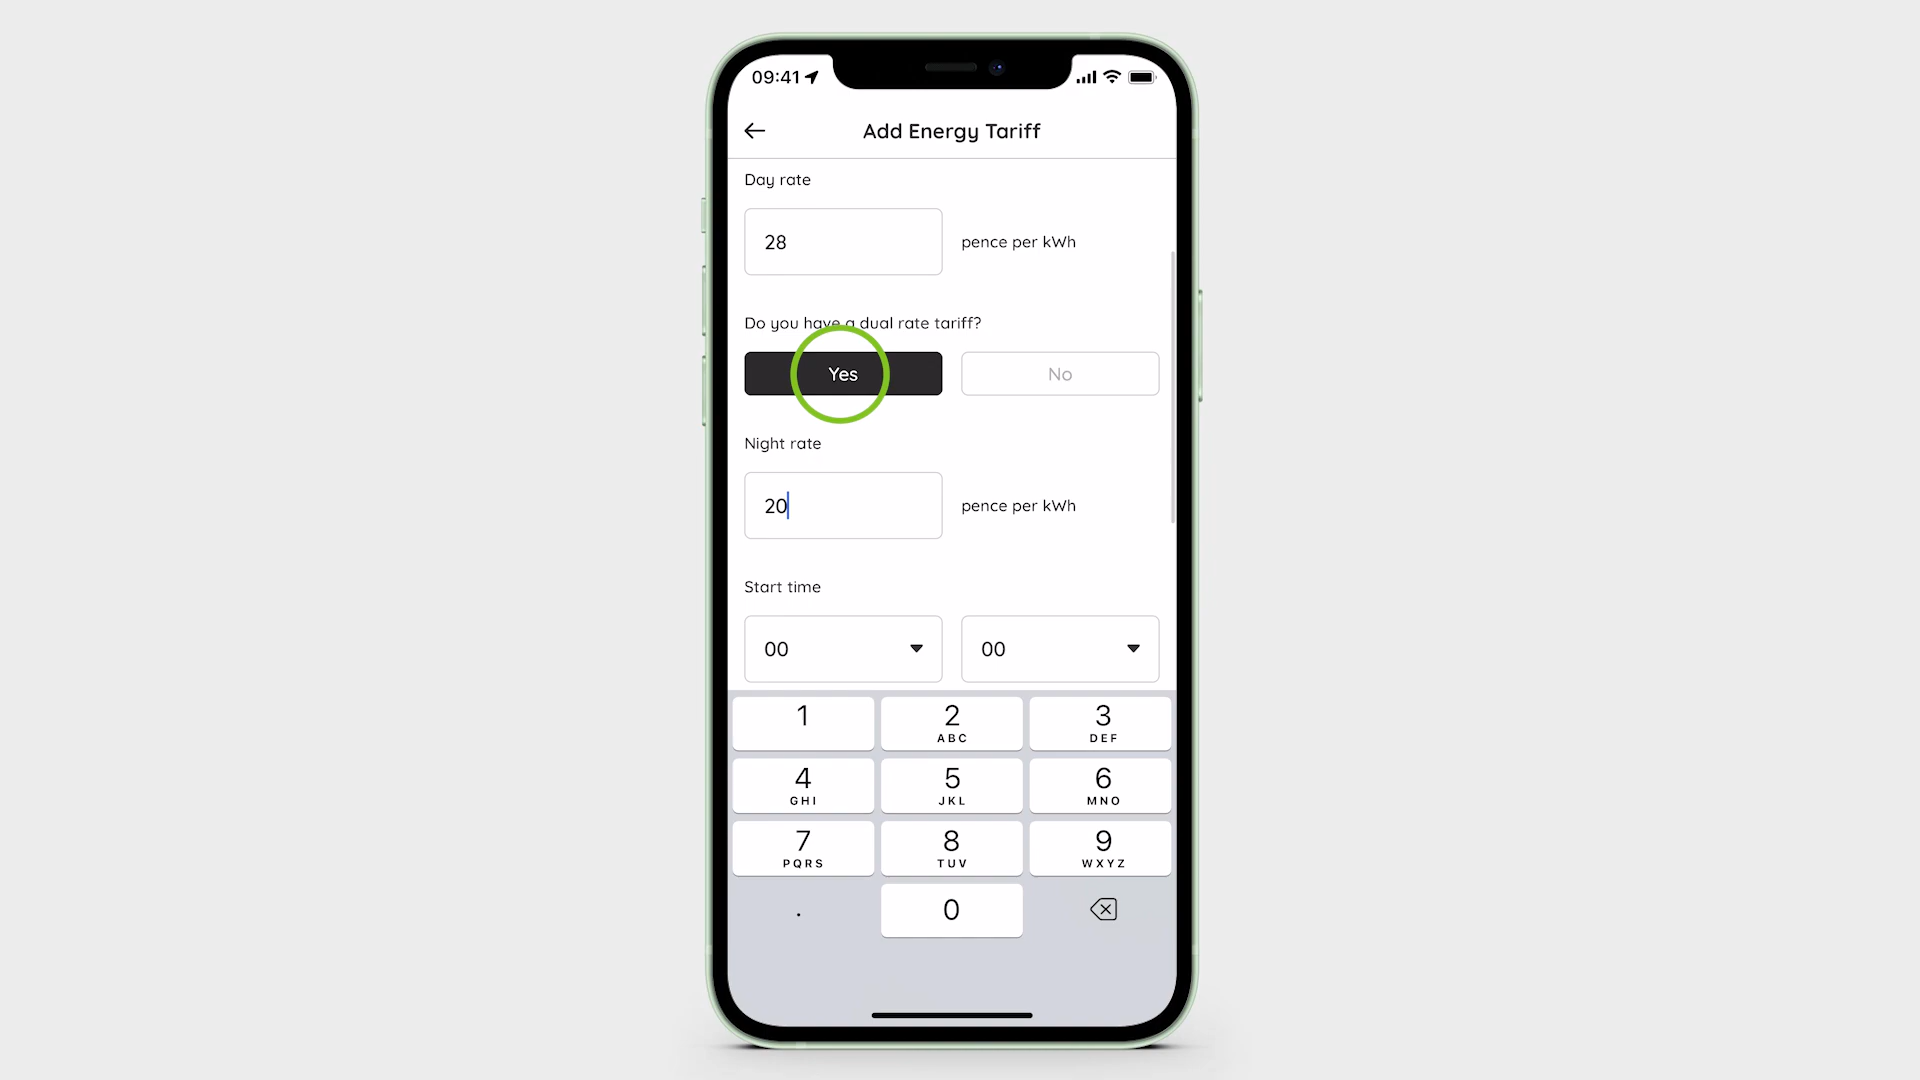 09:41
Add Energy Tariff
Day rate
28 pence per kWh
Do you have a dual rate tariff?
Yes No
Night rate
20 pence per kWh
Start time
00 00
1 2 3
ABC DEF
4 5 6
GHI JKL MNO
7 8 9
PQRS TUV WXYZ
. 0